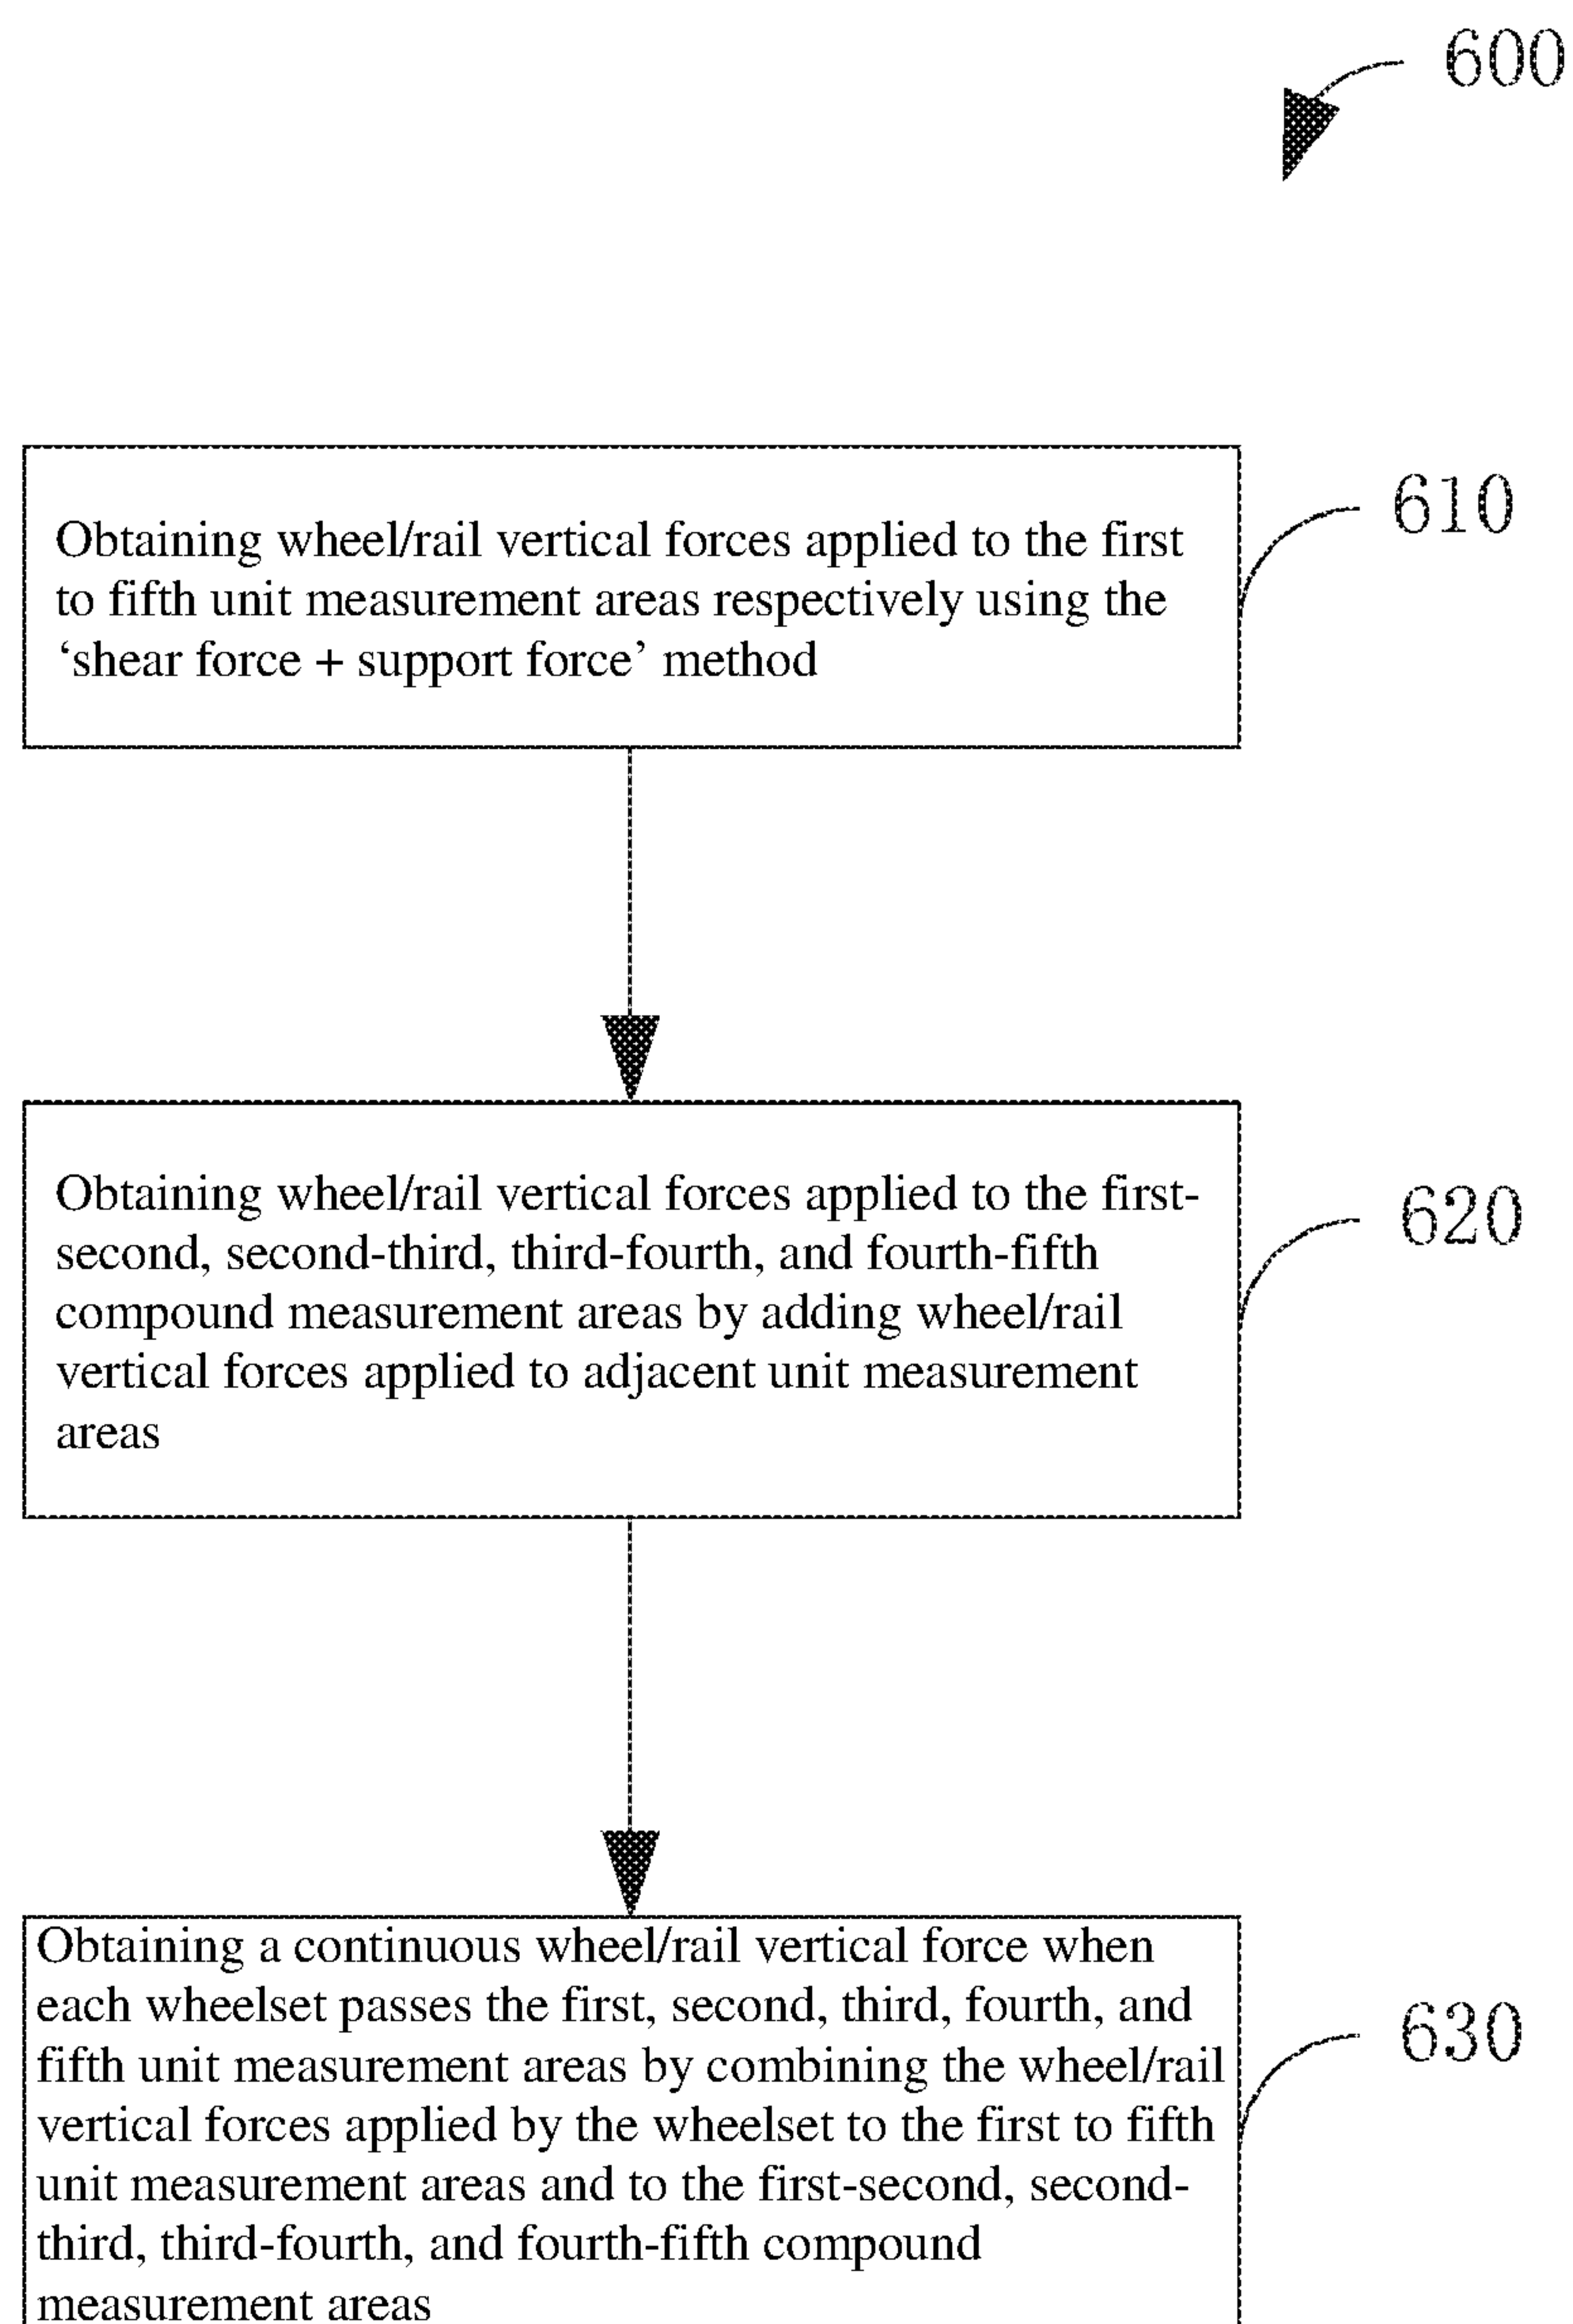 600
610
Obtaining wheel/rail vertical forces applied to the first
to fifth unit measurement areas respectively using the
‘shear force + support force’ method
620
Obtaining wheel/rail vertical forces applied to the first-
second, second-third, third-fourth, and fourth-fifth
compound measurement areas by adding wheel/rail
vertical forces applied to adjacent unit measurement
areas
630
Obtaining a continuous wheel/rail vertical force when
each wheelset passes the first, second, third, fourth, and
fifth unit measurement areas by combining the wheel/rail
vertical forces applied by the wheelset to the first to fifth
unit measurement areas and to the first-second, second-
third, third-fourth, and fourth-fifth compound
measurement areas